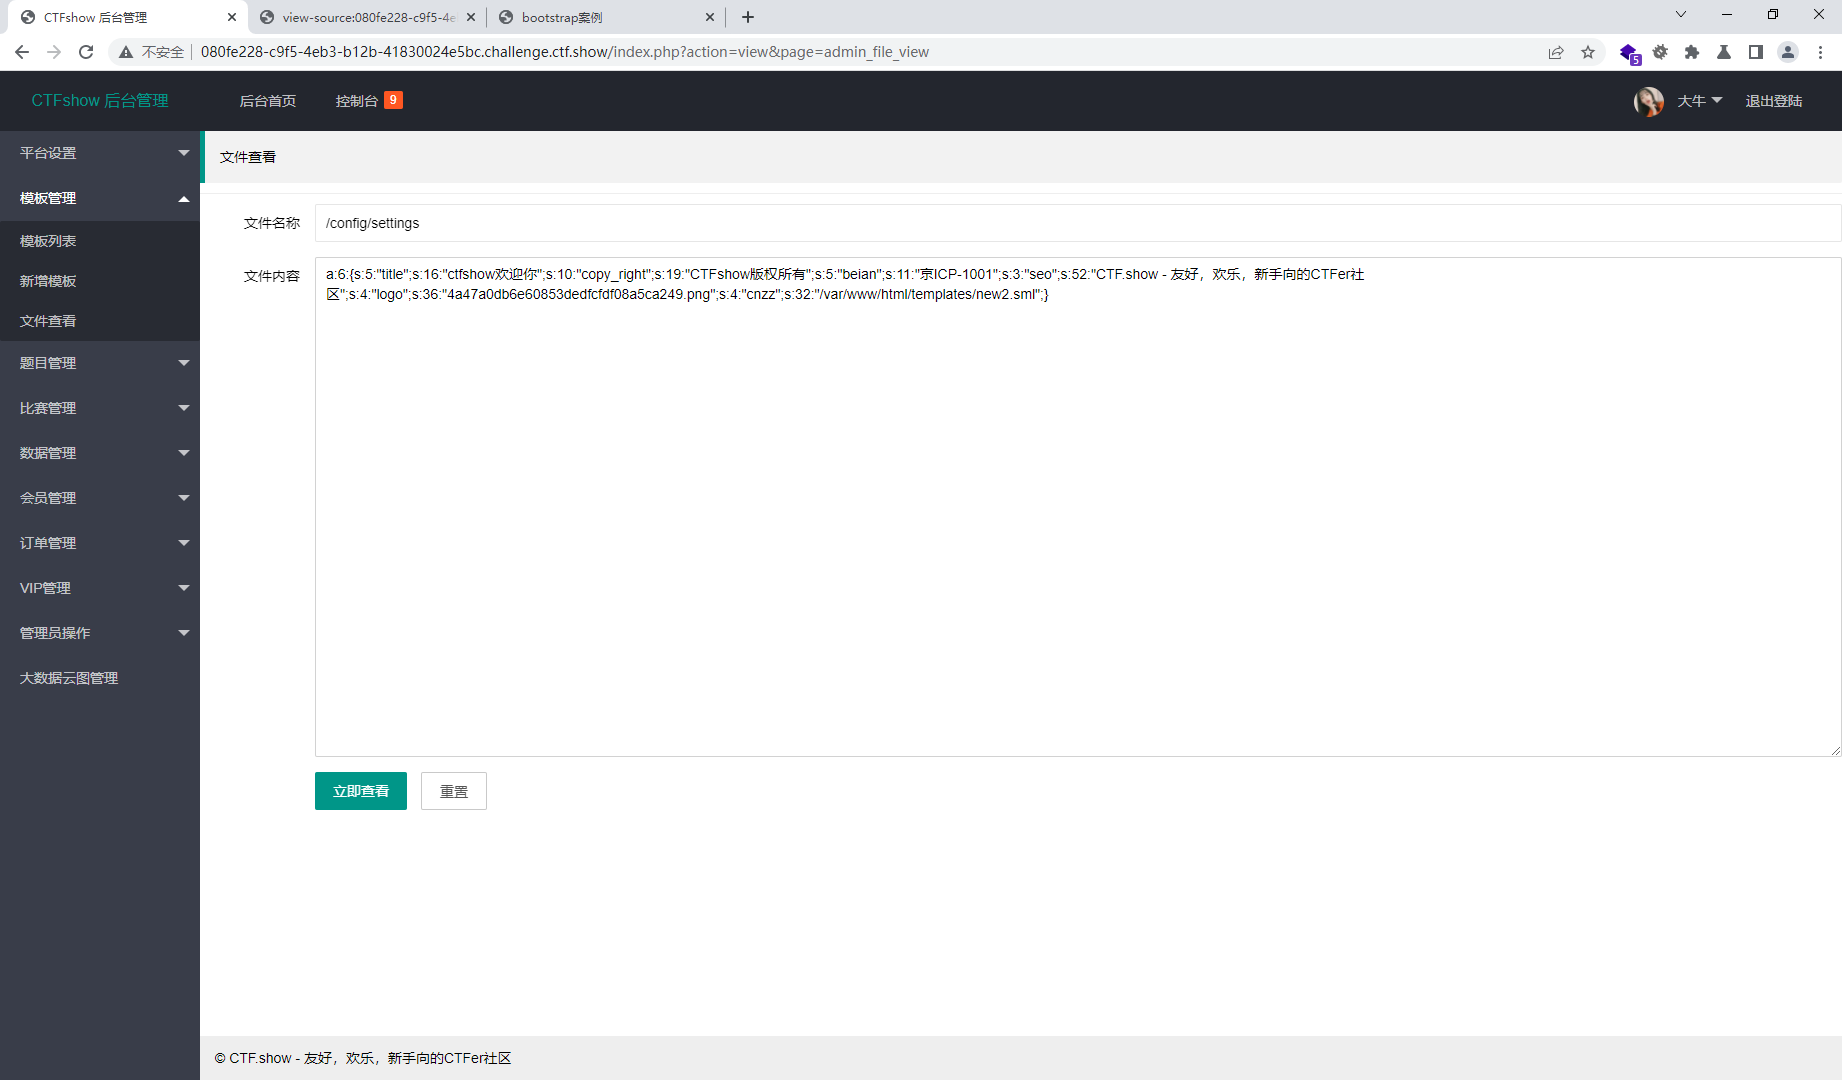 CTFshow 后台管理
view-source:080fe228-c9f5-4e
bootstrap案例
不安全
080fe228-c9f5-4eb3-b12b-41830024e5bc.challenge.ctf.show/index.php?action=view&page=admin_file_view
5
CTFshow 后台管理
后台首页
控制台 9
大牛
退出登陆
平台设置
模板管理
模板列表
新增模板
文件查看
题目管理
比赛管理
数据管理
会员管理
订单管理
VIP管理
管理员操作
大数据云图管理
文件查看
文件名称
/config/settings
文件内容
a:6:{s:5:"title";s:16:"ctfshow欢迎你";s:10:"copy_right";s:19:"CTFshow版权所有";s:5:"beian";s:11:"京ICP-1001";s:3:"seo";s:52:"CTF.show - 友好，欢乐，新手向的CTFer社
区";s:4:"logo";s:36:"4a47a0db6e60853dedfcfdf08a5ca249.png";s:4:"cnzz";s:32:"/var/www/html/templates/new2.sml";}
立即查看
重置
© CTF.show - 友好，欢乐，新手向的CTFer社区